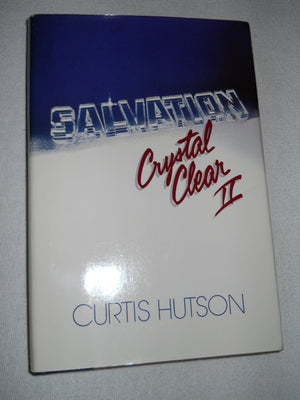 SALVATION
Crystal
Clear
II
CURTIS HUTSON